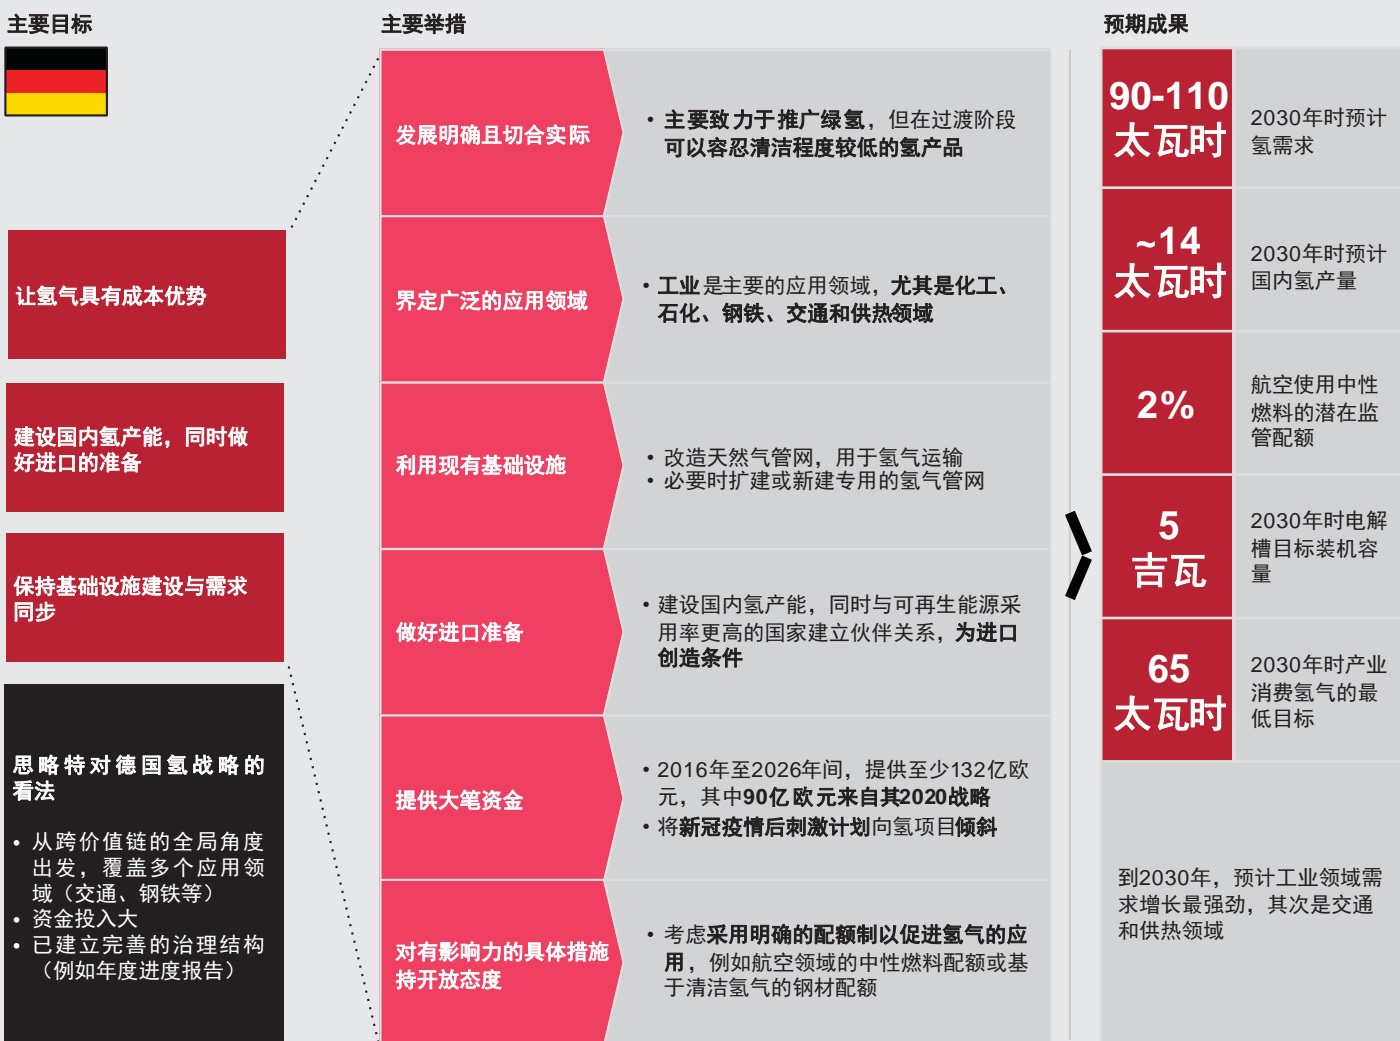 主要目标
让氢气具有成本优势
建设国内氢产能，同时做
好进口的准备
保持基础设施建设与需求
同步
思略特对德国氢战略的
看法
• 从跨价值链的全局角度
出发，覆盖多个应用领
域（交通、钢铁等）
• 资金投入大
• 已建立完善的治理结构
（例如年度进度报告）
主要举措
发展明确且切合实际
• 主要致力于推广绿氢，但在过渡阶段
可以容忍清洁程度较低的氢产品
界定广泛的应用领域
• 工业是主要的应用领域，尤其是化工、
石化、钢铁、交通和供热领域
利用现有基础设施
• 改造天然气管网，用于氢气运输
• 必要时扩建或新建专用的氢气管网
做好进口准备
• 建设国内氢产能，同时与可再生能源采
用率更高的国家建立伙伴关系，为进口
创造条件
提供大笔资金
• 2016年至2026年间，提供至少132亿欧
元，其中90亿欧元来自其2020战略
• 将新冠疫情后刺激计划向氢项目倾斜
对有影响力的具体措施
持开放态度
• 考虑采用明确的配额制以促进氢气的应
用，例如航空领域的中性燃料配额或基
于清洁氢气的钢材配额
预期成果
90-110
太瓦时
2030年时预计
氢需求
~14
太瓦时
2030年时预计
国内氢产量
2%
航空使用中性
燃料的潜在监
管配额
5
吉瓦
2030年时电解
槽目标装机容
量
65
太瓦时
2030年时产业
消费氢气的最
低目标
到2030年，预计工业领域需
求增长最强劲，其次是交通
和供热领域